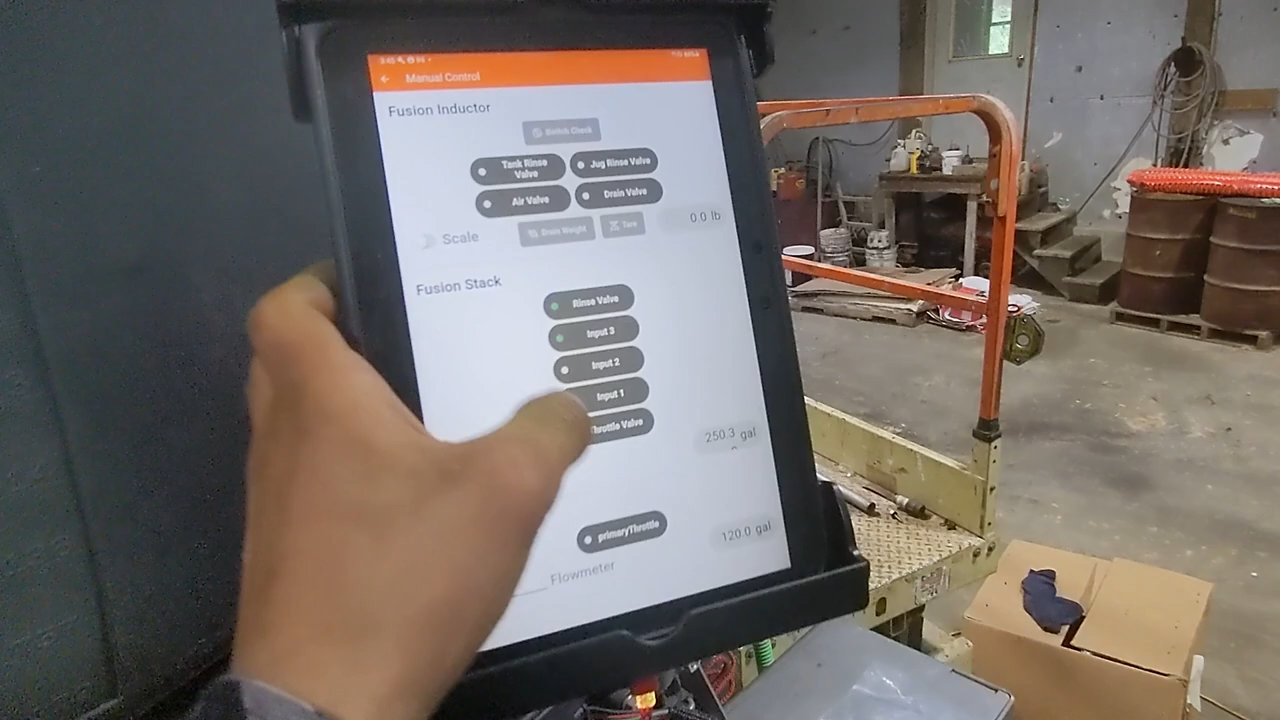 Manual Control
Fusion Inductor
Switch Check
Tank Rinse Valve
Jug Rinse Valve
Air Valve
Drain Valve
Scale
Drain Weight
Tare
0.0 lb
Fusion Stack
Rinse Valve
Input 3
Input 2
Input 1
Throttle Valve
250.3 gal
primaryThrottle
120.0 gal
Flowmeter